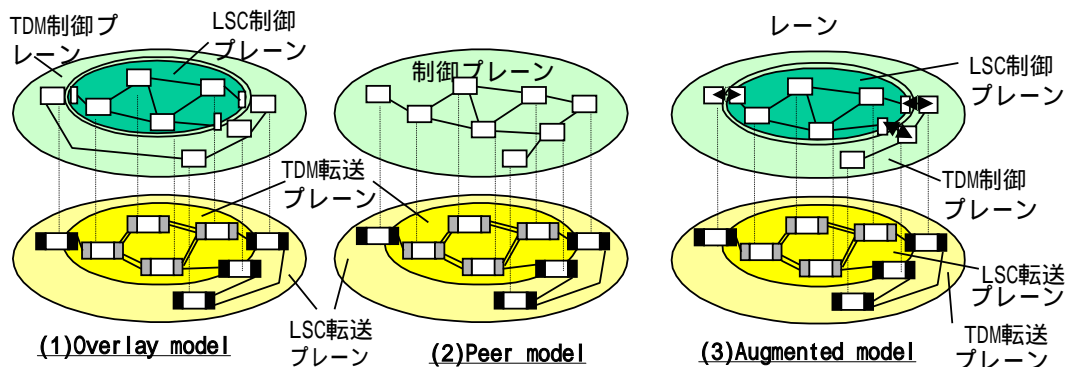 TDM制御プ
レーン
LSC制御
プレーン
制御プレーン
レーン
LSC制御
プレーン
TDM転送
プレーン
TDM制御
プレーン
LSC転送
プレーン
LSC転送
プレーン
TDM転送
プレーン
(1)Overlay model
(2)Peer model
(3)Augmented model